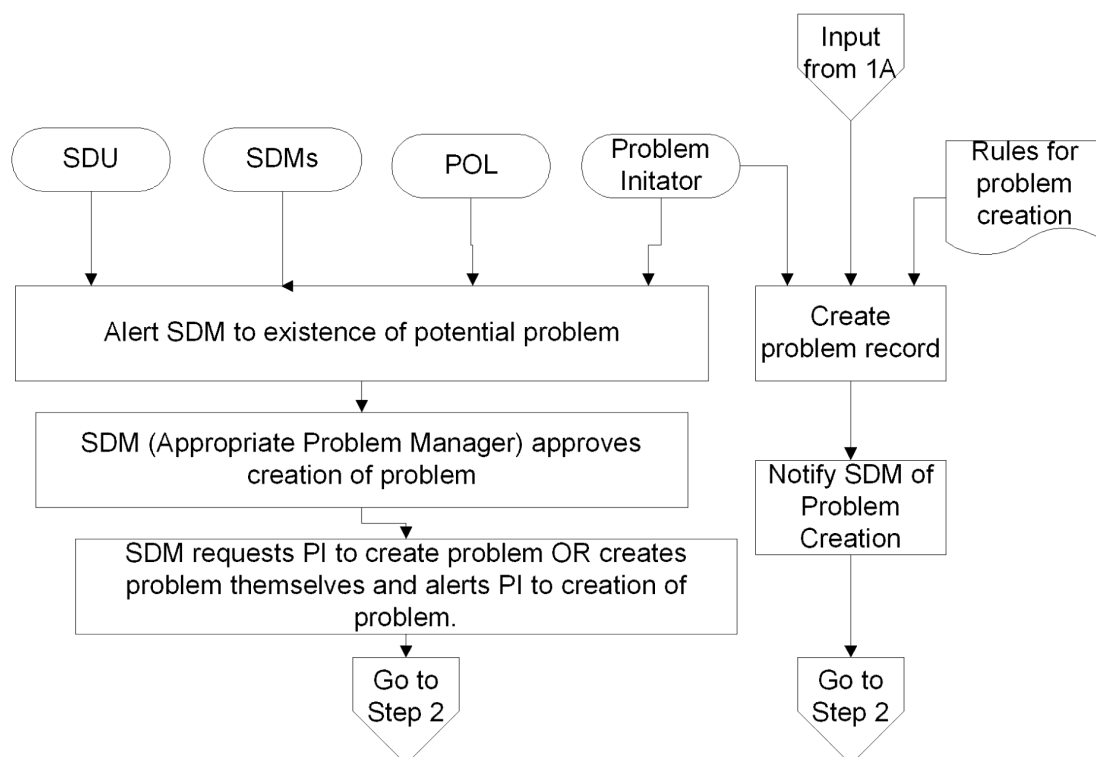 Input
from 1A
SDU
SDMs
POL
Problem
Initator
Rules for
problem
creation
Alert SDM to existence of potential problem
Create
problem record
SDM (Appropriate Problem Manager) approves
creation of problem
Notify SDM of
Problem
Creation
SDM requests PI to create problem OR creates
problem themselves and alerts PI to creation of
problem.
Go to
Step 2
Go to
Step 2